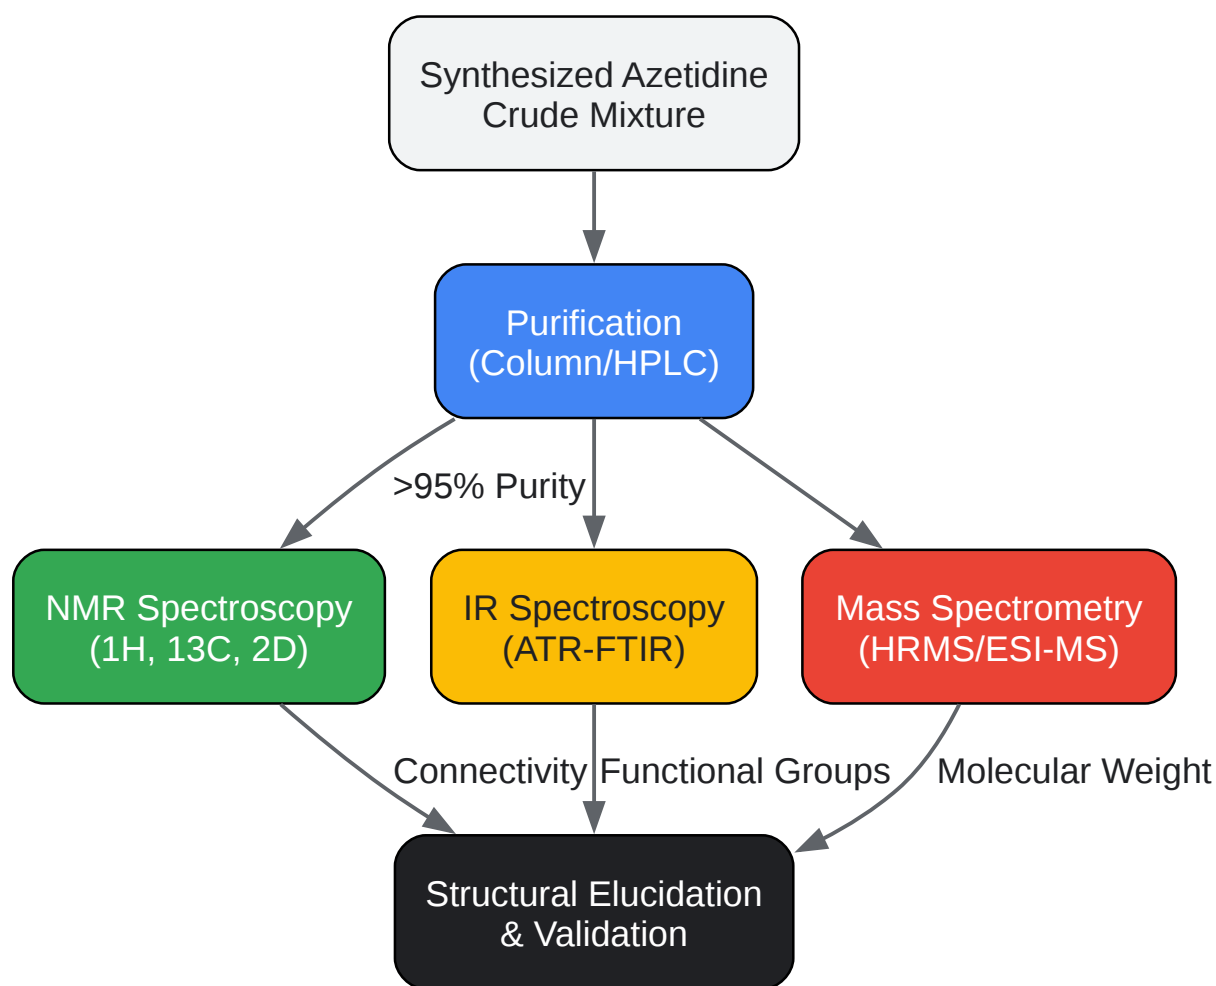 Synthesized Azetidine
Crude Mixture
Purification
(Column/HPLC)
>95% Purity
NMR Spectroscopy
(1H, 13C, 2D)
IR Spectroscopy
(ATR-FTIR)
Mass Spectrometry
(HRMS/ESI-MS)
Connectivity
Functional Groups
Molecular Weight
Structural Elucidation
& Validation